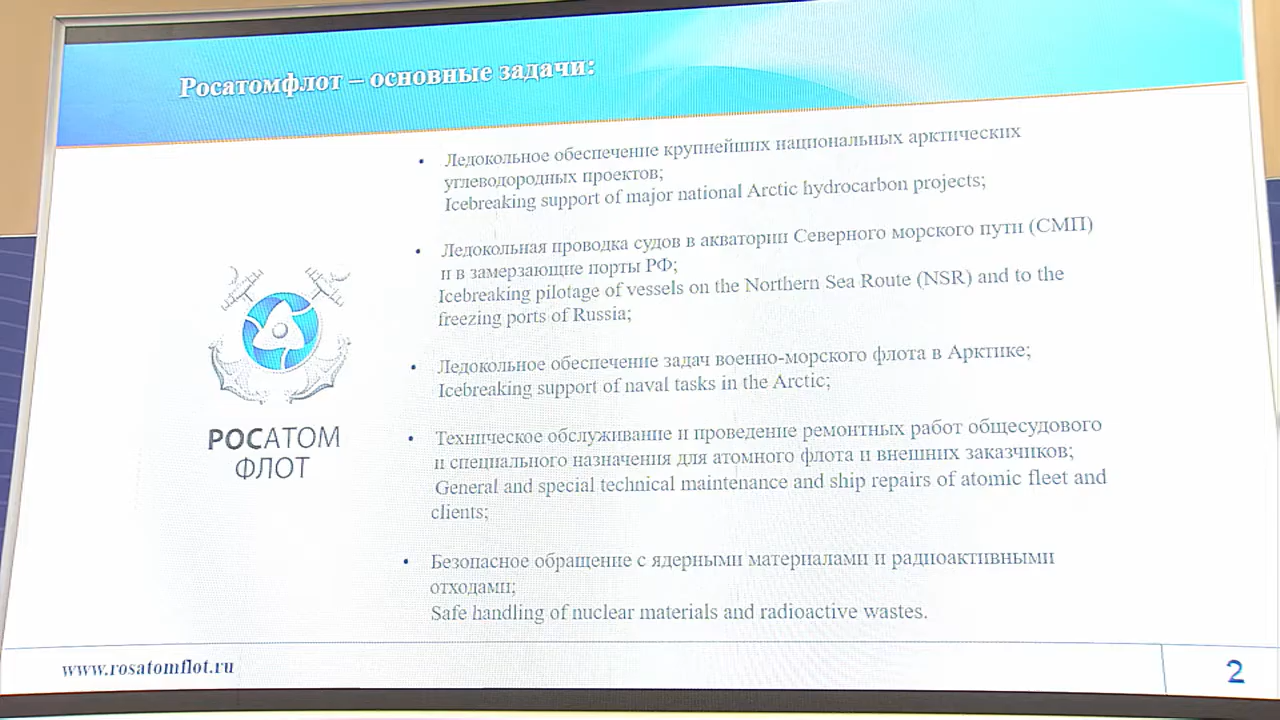 Росатомфлот – основные задачи:
• Ледокольное обеспечение крупнейших национальных арктических
углеводородных проектов;
Icebreaking support of major national Arctic hydrocarbon projects;
• Ледокольная проводка судов в акватории Северного морского пути (СМП)
и в замерзающие порты РФ;
Icebreaking pilotage of vessels on the Northern Sea Route (NSR) and to the
freezing ports of Russia;
• Ледокольное обеспечение задач военно-морского флота в Арктике;
Icebreaking support of naval tasks in the Arctic;
• Техническое обслуживание и проведение ремонтных работ общесудового
и специального назначения для атомного флота и внешних заказчиков;
General and special technical maintenance and ship repairs of atomic fleet and
clients;
• Безопасное обращение с ядерными материалами и радиоактивными
отходами;
Safe handling of nuclear materials and radioactive wastes.
РОСАТОМ
ФЛОТ
www.rosatomflot.ru
2